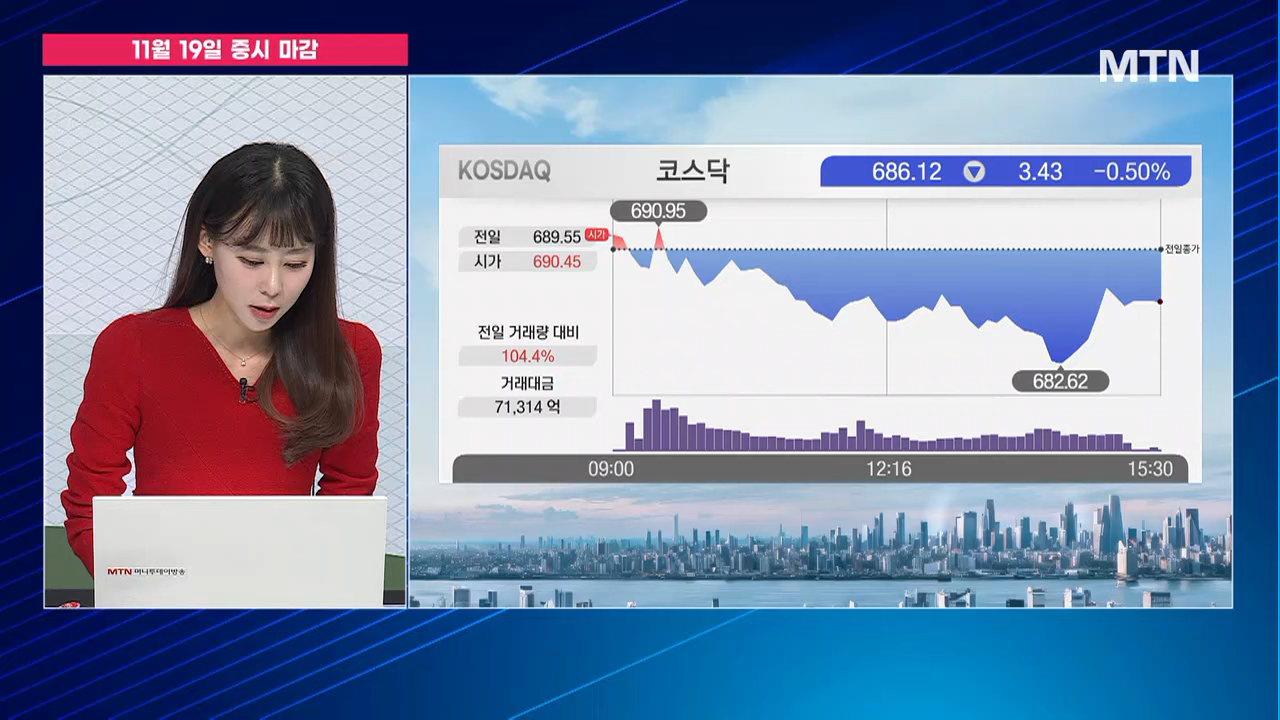 11월 19일 증시 마감
MTN
KOSDAQ 코스닥 686.12 ▼ 3.43 -0.50%
690.95
전일 689.55 시가
전일종가
시가 690.45
전일 거래량 대비
104.4%
682.62
거래대금
71,314 억
09:00 12:16 15:30
MTN 머니투데이방송